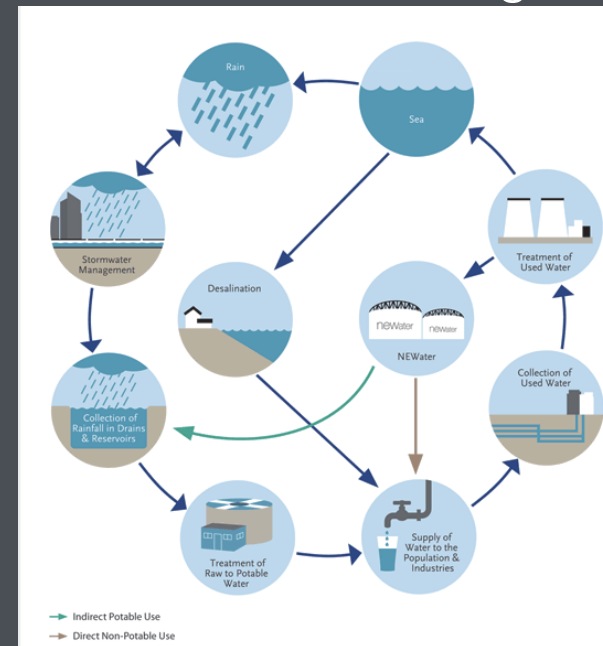 Rain
Sea
Stormwater
Management
Treatment of
Used Water
Desalination
newater
newater
NEWater
Collection of
Used Water
Collection of
Rainfall in Drains
& Reservoirs
Treatment of
Raw to Potable
Water
Supply of
Water to the
Population &
Industries
Indirect Potable Use
Direct Non-Potable Use